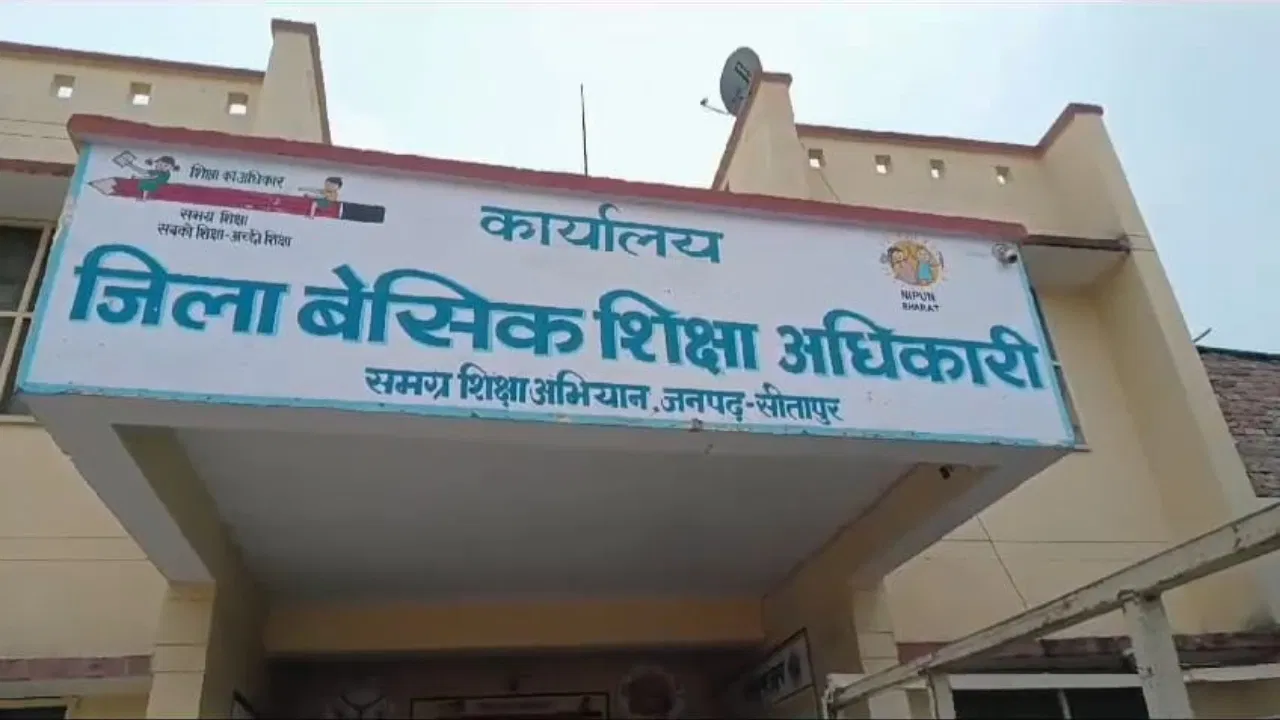 शिक्षा का अधिकार
समग्र शिक्षा
सबको शिक्षा-अच्छी शिक्षा
कार्यालय
NIPUN
BHARAT
जिला बेसिक शिक्षा अधिकारी
समग्र शिक्षा अभियान, जनपद-सीतापुर